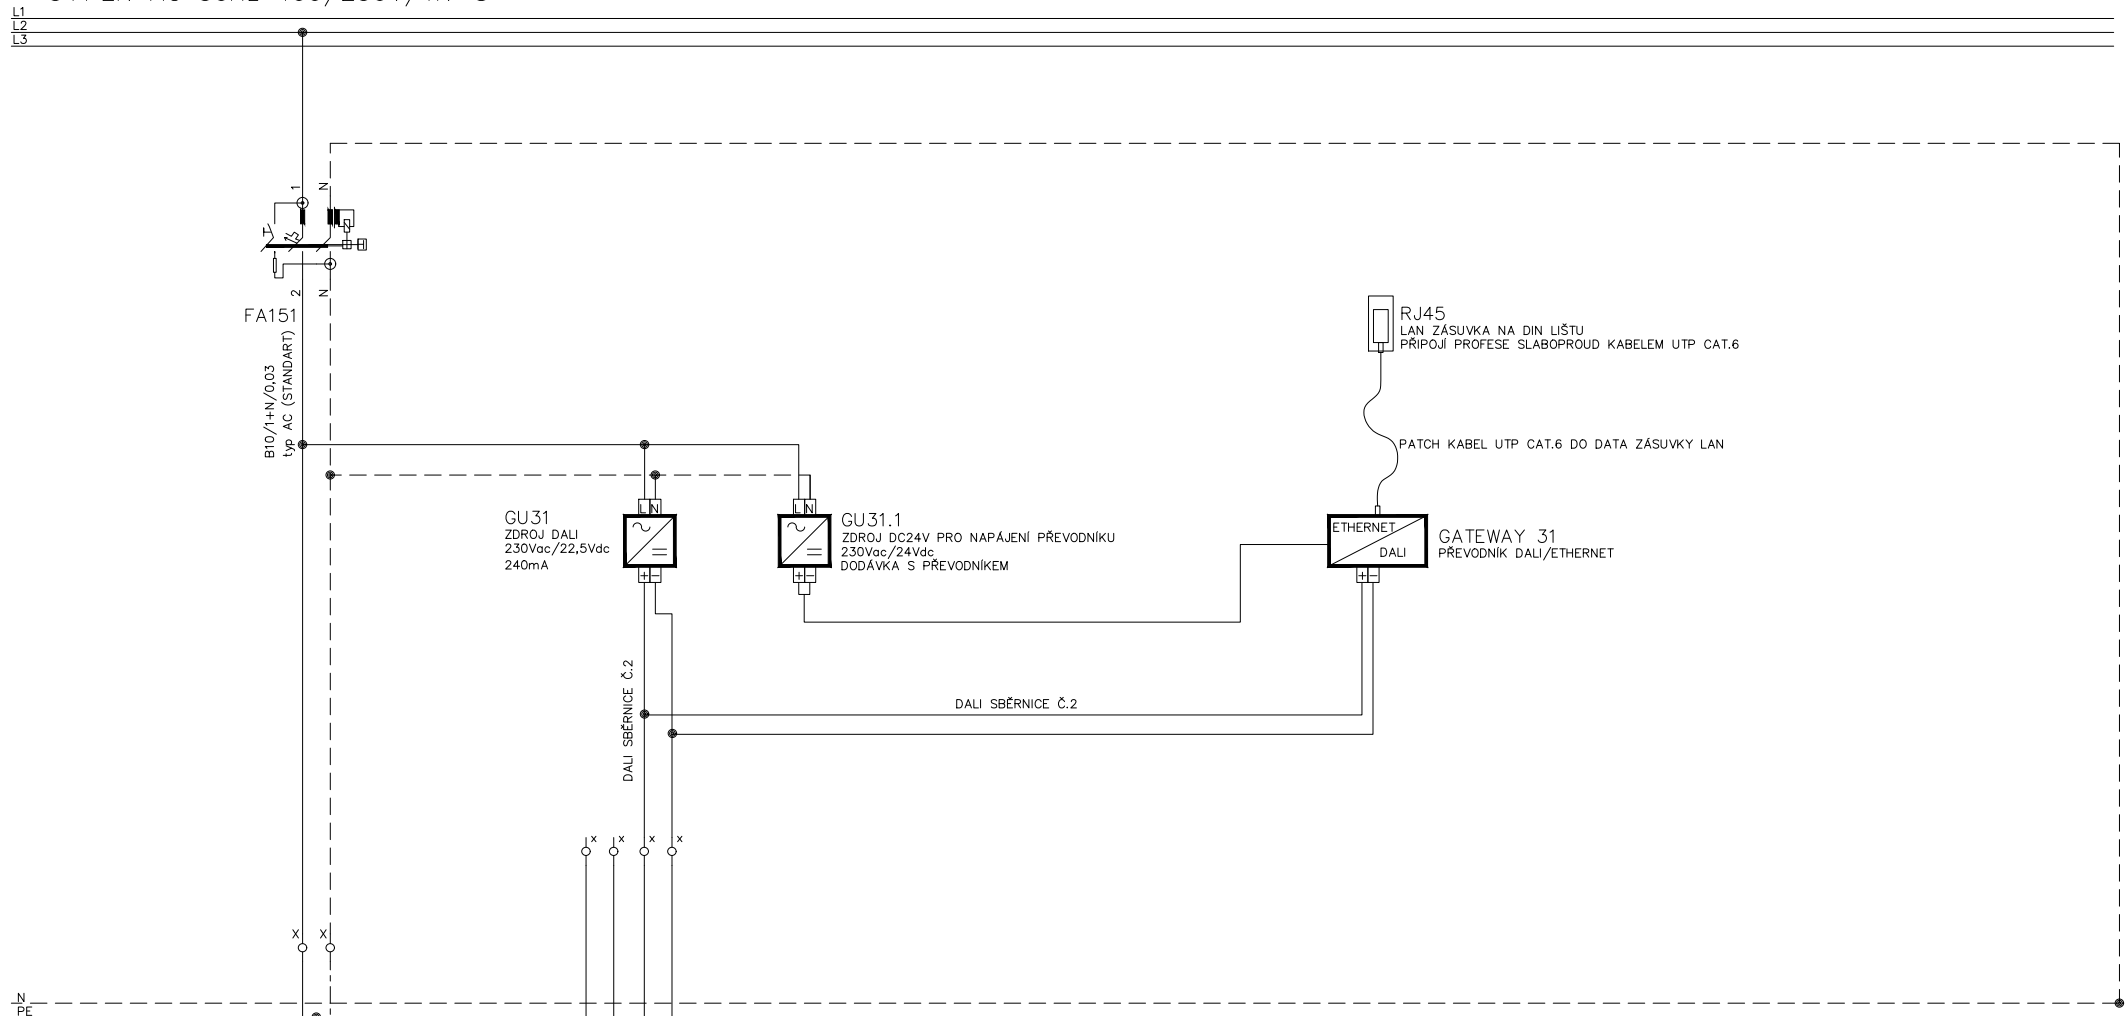 L1
L2
L3
1
N
2
N
FA151
B10/1+N/0,03
typ AC (STANDART)
RJ45
LAN ZÁSUVKA NA DIN LIŠTU
PŘIPOJÍ PROFESE SLABOPROUD KABELEM UTP CAT.6
PATCH KABEL UTP CAT.6 DO DATA ZÁSUVKY LAN
L N
GU31
ZDROJ DALI
230Vac/22,5Vdc
240mA
+ -
L N
GU31.1
ZDROJ DC24V PRO NAPÁJENÍ PŘEVODNÍKU
230Vac/24Vdc
DODÁVKA S PŘEVODNÍKEM
+ -
ETHERNET
DALI
GATEWAY 31
PŘEVODNÍK DALI/ETHERNET
+ -
DALI SBĚRNICE Č.2
DALI SBĚRNICE Č.2
x x x x
X X
N
PE